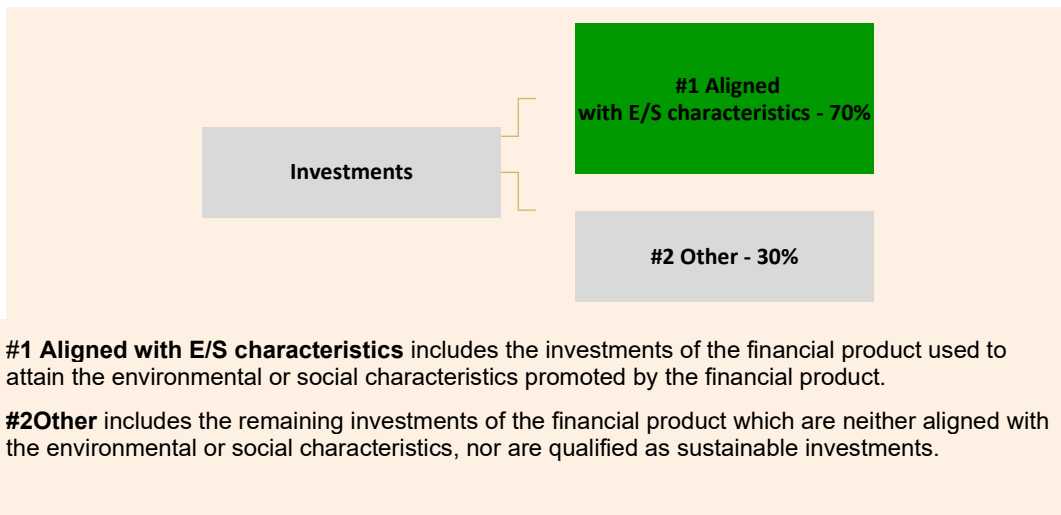 #1 Aligned
with E/S characteristics - 70%
Investments
#2 Other - 30%
#1 Aligned with E/S characteristics includes the investments of the financial product used to
attain the environmental or social characteristics promoted by the financial product.
#2Other includes the remaining investments of the financial product which are neither aligned with
the environmental or social characteristics, nor are qualified as sustainable investments.